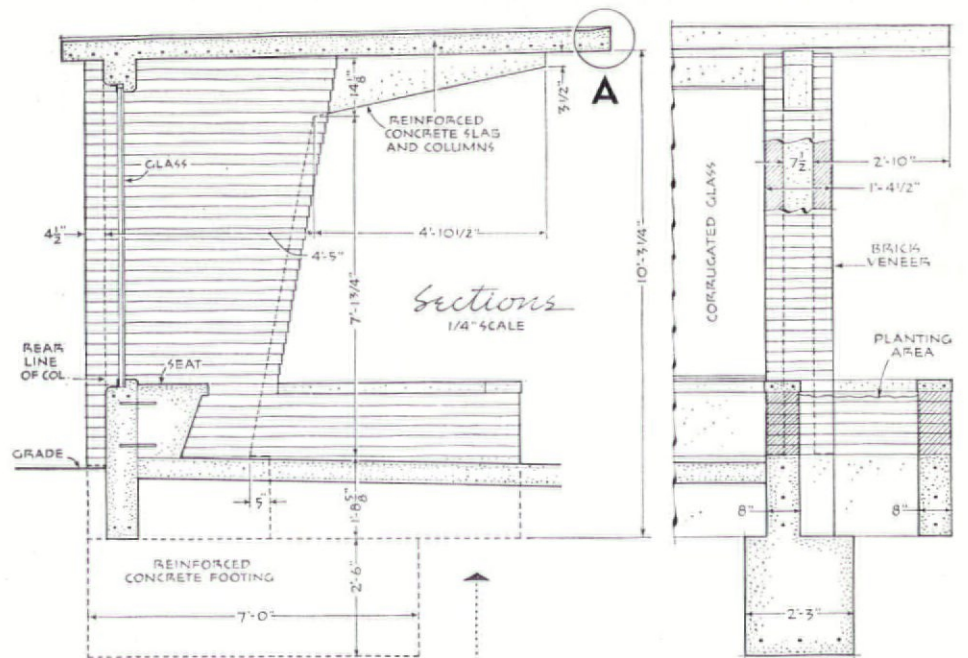 A
14 1/8"
3 1/2"
REINFORCED
CONCRETE SLAB
AND COLUMNS
GLASS
4 1/2"
4'-10 1/2"
4'-5"
10'-3 1/4"
7'-1 3/4"
Sections
1/4" SCALE
REAR
LINE
OF COL.
SEAT
GRADE
5"
1'-8 5/8"
REINFORCED
CONCRETE FOOTING
2'-6"
7'-0"
7 1/2"
2'-10"
1'-4 1/2"
CORRUGATED GLASS
BRICK
VENEER
PLANTING
AREA
8"
8"
2'-3"